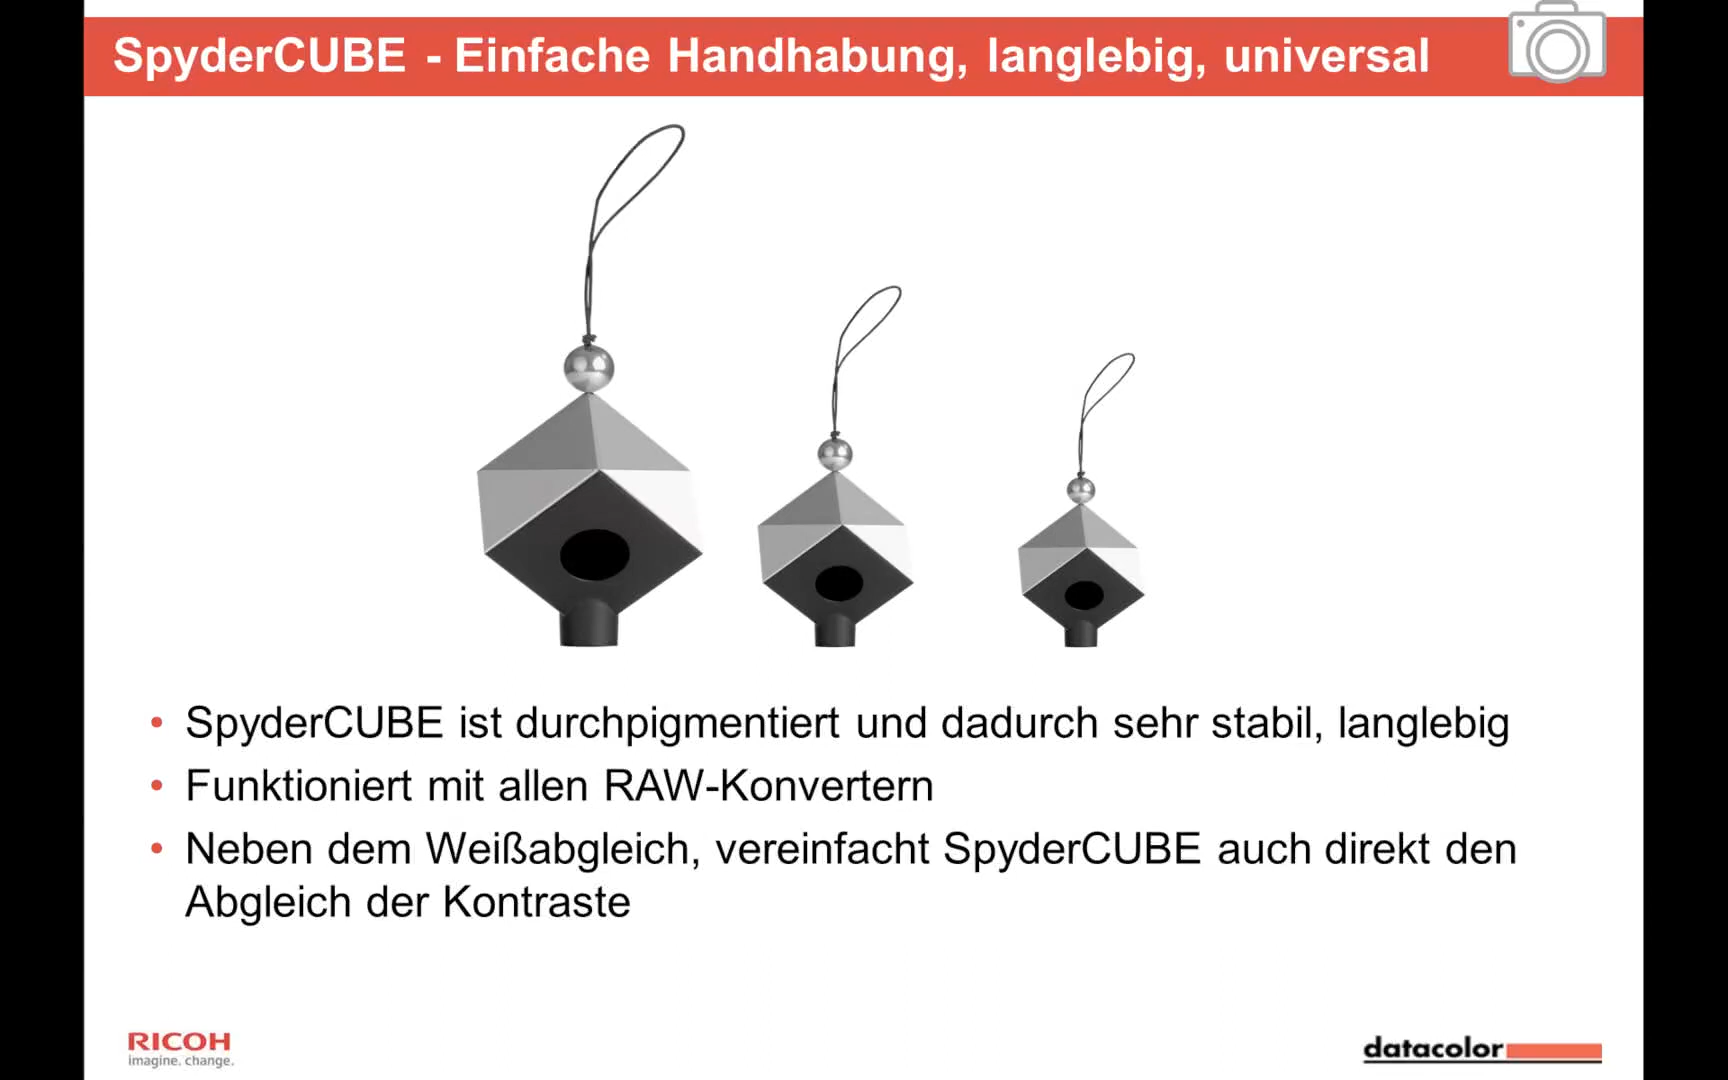 SpyderCUBE - Einfache Handhabung, langlebig, universal
• SpyderCUBE ist durchpigmentiert und dadurch sehr stabil, langlebig
• Funktioniert mit allen RAW-Konvertern
• Neben dem Weißabgleich, vereinfacht SpyderCUBE auch direkt den
Abgleich der Kontraste
RICOH
imagine. change.
datacolor